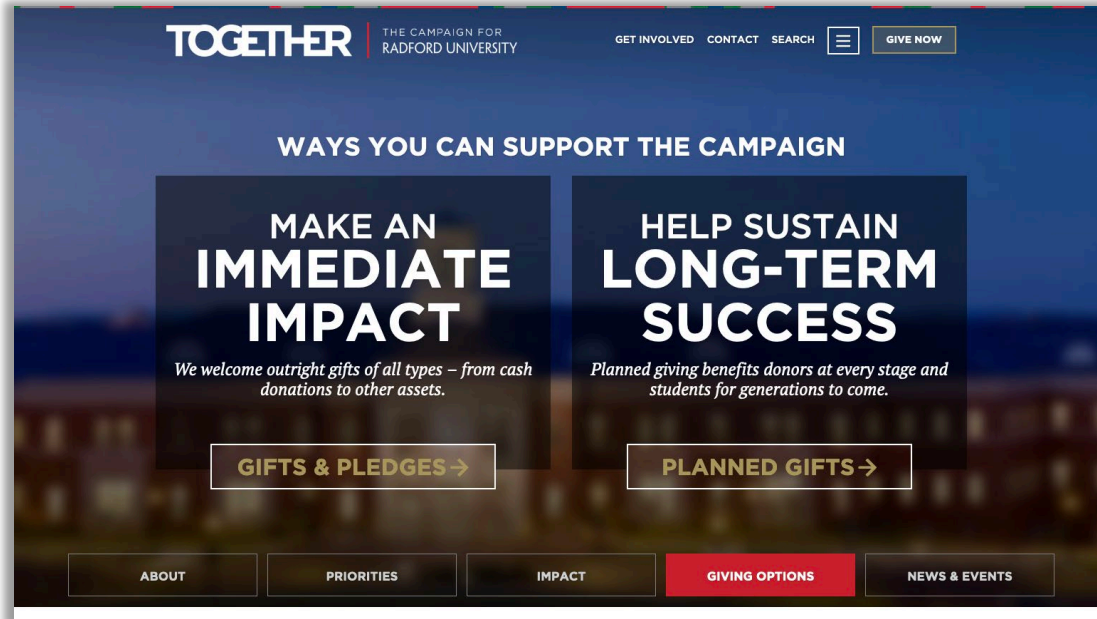 TOGETHER
THE CAMPAIGN FOR
RADFORD UNIVERSITY
GET INVOLVED CONTACT SEARCH GIVE NOW
WAYS YOU CAN SUPPORT THE CAMPAIGN
MAKE AN
IMMEDIATE
IMPACT
We welcome outright gifts of all types – from cash
donations to other assets.
GIFTS & PLEDGES→
HELP SUSTAIN
LONG-TERM
SUCCESS
Planned giving benefits donors at every stage and
students for generations to come.
PLANNED GIFTS→
ABOUT PRIORITIES IMPACT GIVING OPTIONS NEWS & EVENTS